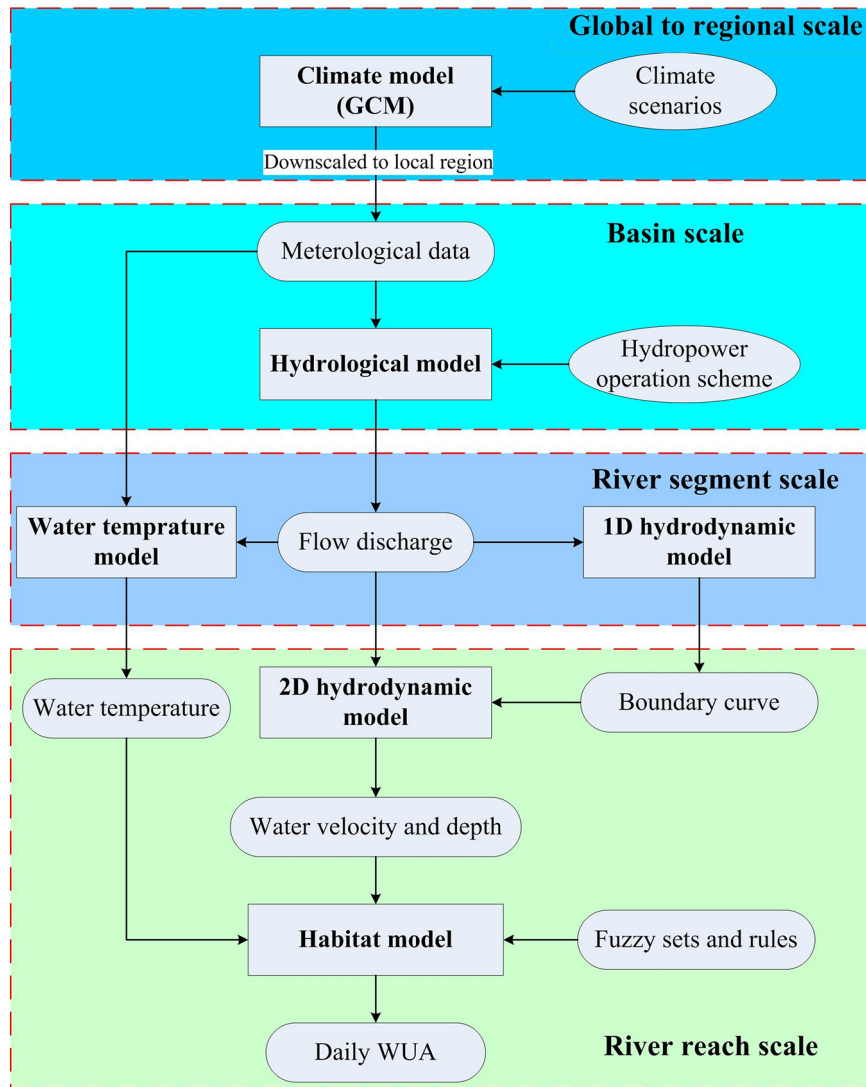 Global to regional scale
Climate model
(GCM)
Climate
scenarios
Downscaled to local region
Basin scale
Meterological data
Hydrological model
Hydropower
operation scheme
River segment scale
Water temprature
model
Flow discharge
1D hydrodynamic
model
Water temperature
2D hydrodynamic
model
Boundary curve
Water velocity and depth
Habitat model
Fuzzy sets and rules
Daily WUA
River reach scale